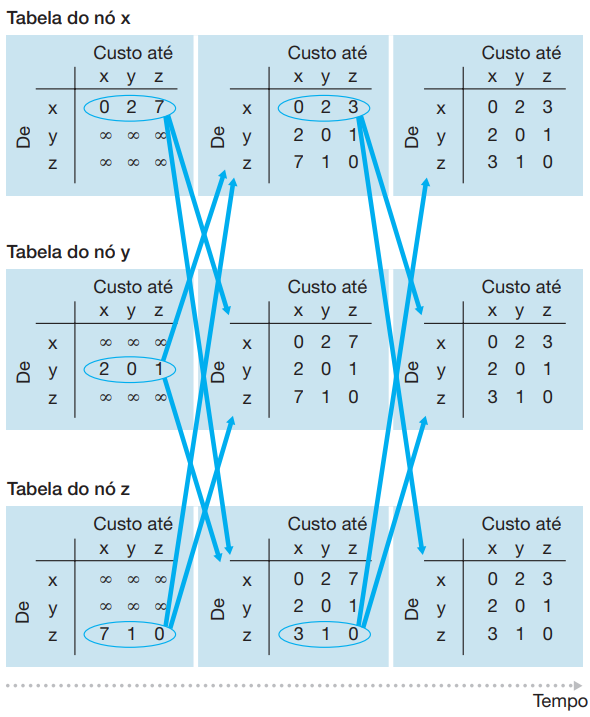 Tabela do nó x
Custo até Custo até Custo até
x y z x y z x y z
De x 0 2 7 x 0 2 3 x 0 2 3
De y ∞ ∞ ∞ De y 2 0 1 De y 2 0 1
z ∞ ∞ ∞ z 7 1 0 z 3 1 0
Tabela do nó y
Custo até Custo até Custo até
x y z x y z x y z
x ∞ ∞ ∞ x 0 2 7 x 0 2 3
De y 2 0 1 De y 2 0 1 De y 2 0 1
z ∞ ∞ ∞ z 7 1 0 z 3 1 0
Tabela do nó z
Custo até Custo até Custo até
x y z x y z x y z
x ∞ ∞ ∞ x 0 2 7 x 0 2 3
De y ∞ ∞ ∞ De y 2 0 1 De y 2 0 1
z 7 1 0 z 3 1 0 z 3 1 0
Tempo